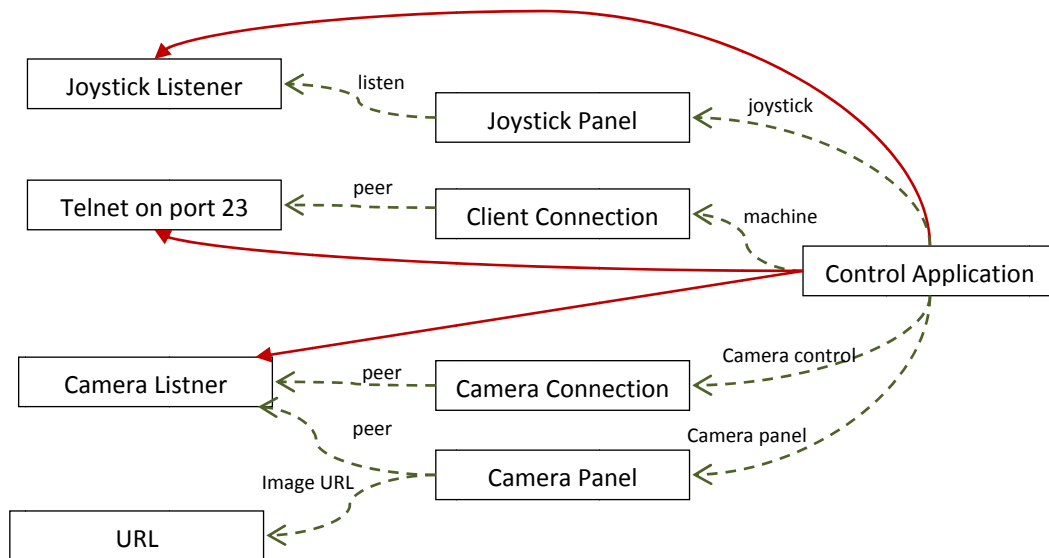 Joystick Listener
listen
Joystick Panel
joystick
Telnet on port 23
peer
Client Connection
machine
Control Application
Camera Listner
peer
Camera Connection
Camera control
peer
Camera Panel
Camera panel
Image URL
URL